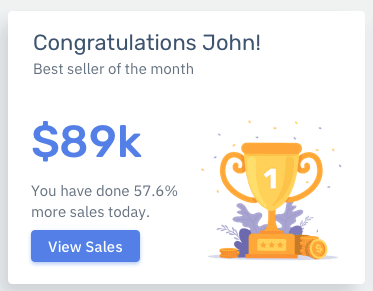 Congratulations John!
Best seller of the month
$89k
You have done 57.6%
more sales today.
1
View Sales